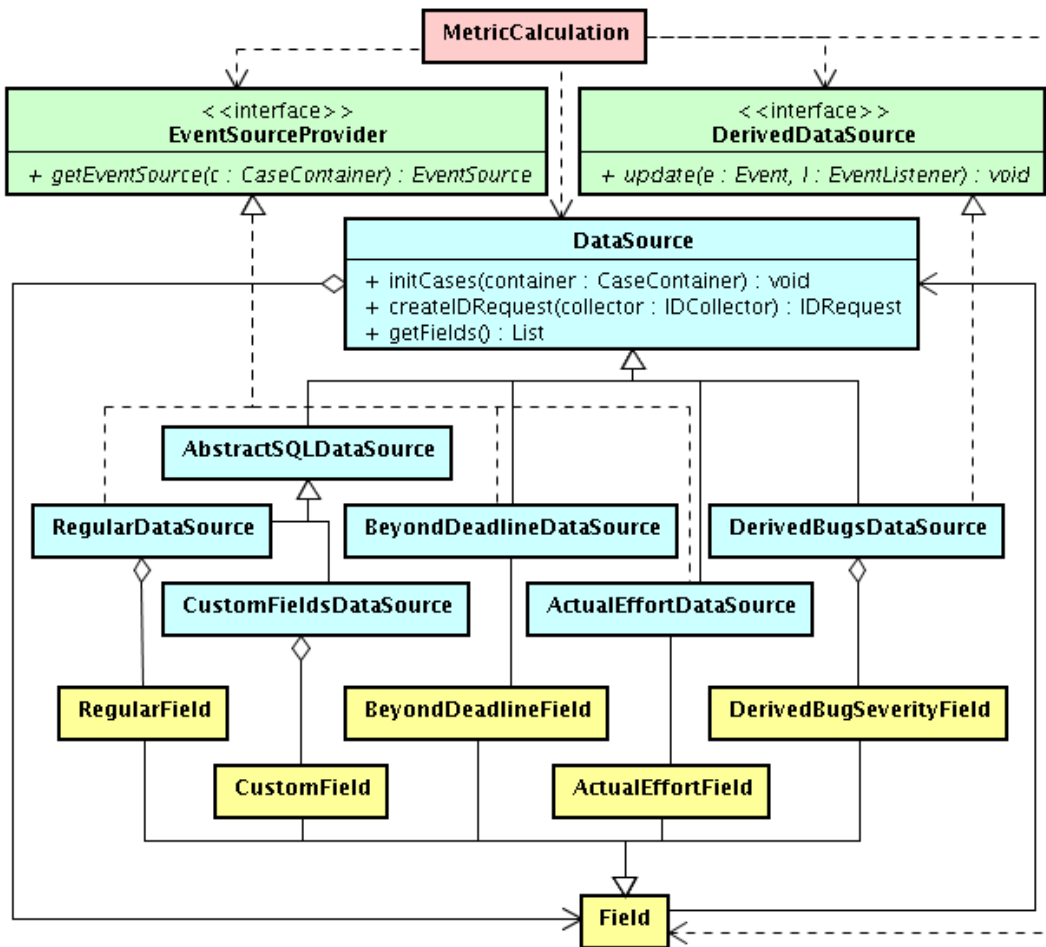 MetricCalculation
< <interface> >
EventSourceProvider
+ getEventSource(c : CaseContainer) : EventSource
< <interface> >
DerivedDataSource
+ update(e : Event, l : EventListener) : void
DataSource
+ initCases(container : CaseContainer) : void
+ createIDRequest(collector : IDCollector) : IDRequest
+ getFields() : List
AbstractSQLDataSource
RegularDataSource
BeyondDeadlineDataSource
DerivedBugsDataSource
CustomFieldsDataSource
ActualEffortDataSource
RegularField
BeyondDeadlineField
DerivedBugSeverityField
CustomField
ActualEffortField
Field